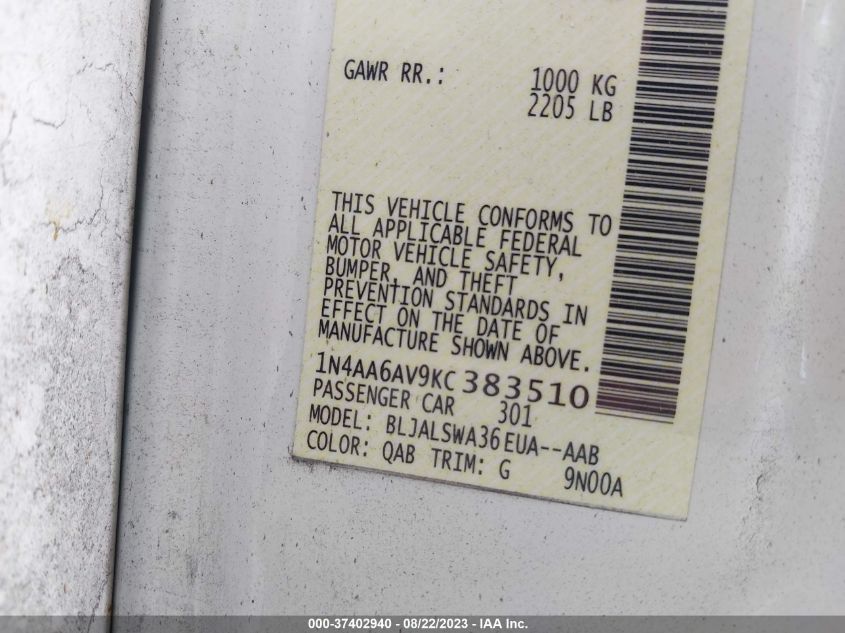 GAWR RR.: 1000 KG
2205 LB
THIS VEHICLE CONFORMS TO
ALL APPLICABLE FEDERAL
MOTOR VEHICLE SAFETY,
BUMPER, AND THEFT
PREVENTION STANDARDS IN
EFFECT ON THE DATE OF
MANUFACTURE SHOWN ABOVE.
1N4AA6AV9KC383510
PASSENGER CAR 301
MODEL: BLJALSWA36EUA--AAB
COLOR: QAB TRIM: G 9N00A
000-37402940 - 08/22/2023 - IAA Inc.